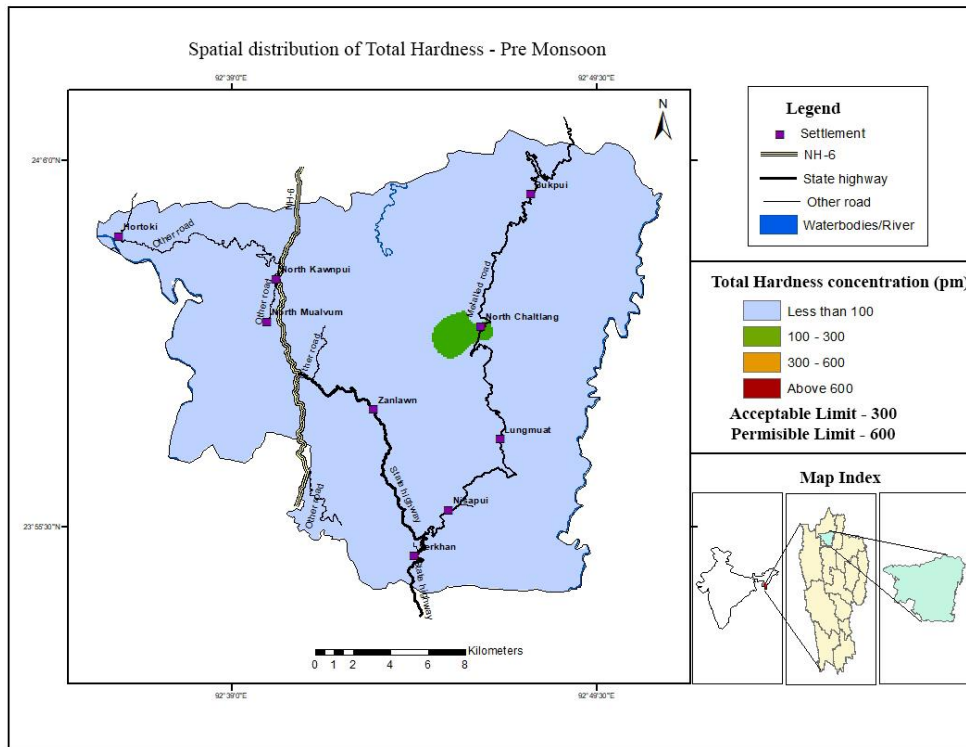 Spatial distribution of Total Hardness - Pre Monsoon
92°39'0"E
92°49'30"E
N
24°6'0"N
NH-6
Bukpui
Hortoki
Other road
North Kawnpui
Other road
Metalled road
North Mualvum
North Chaltlang
Other road
Zanlawn
Lungmuat
State highway
Nisapui
Other road
23°55'30"N
Serkhan
State highway
Kilometers
0 1 2 4 6 8
92°39'0"E
92°49'30"E
Legend
Settlement
NH-6
State highway
Other road
Waterbodies/River
Total Hardness concentration (pm)
Less than 100
100 - 300
300 - 600
Above 600
Acceptable Limit - 300
Permisible Limit - 600
Map Index